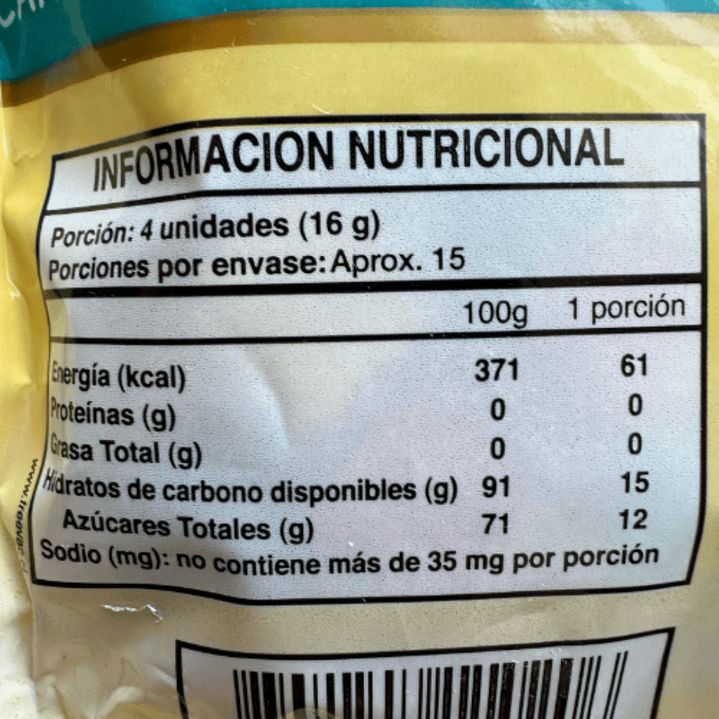 INFORMACION NUTRICIONAL
Porción: 4 unidades (16 g)
Porciones por envase: Aprox. 15
100g 1 porción
Energía (kcal) 371 61
Proteínas (g) 0 0
Grasa Total (g) 0 0
Hidratos de carbono disponibles (g) 91 15
Azúcares Totales (g) 71 12
Sodio (mg): no contiene más de 35 mg por porción